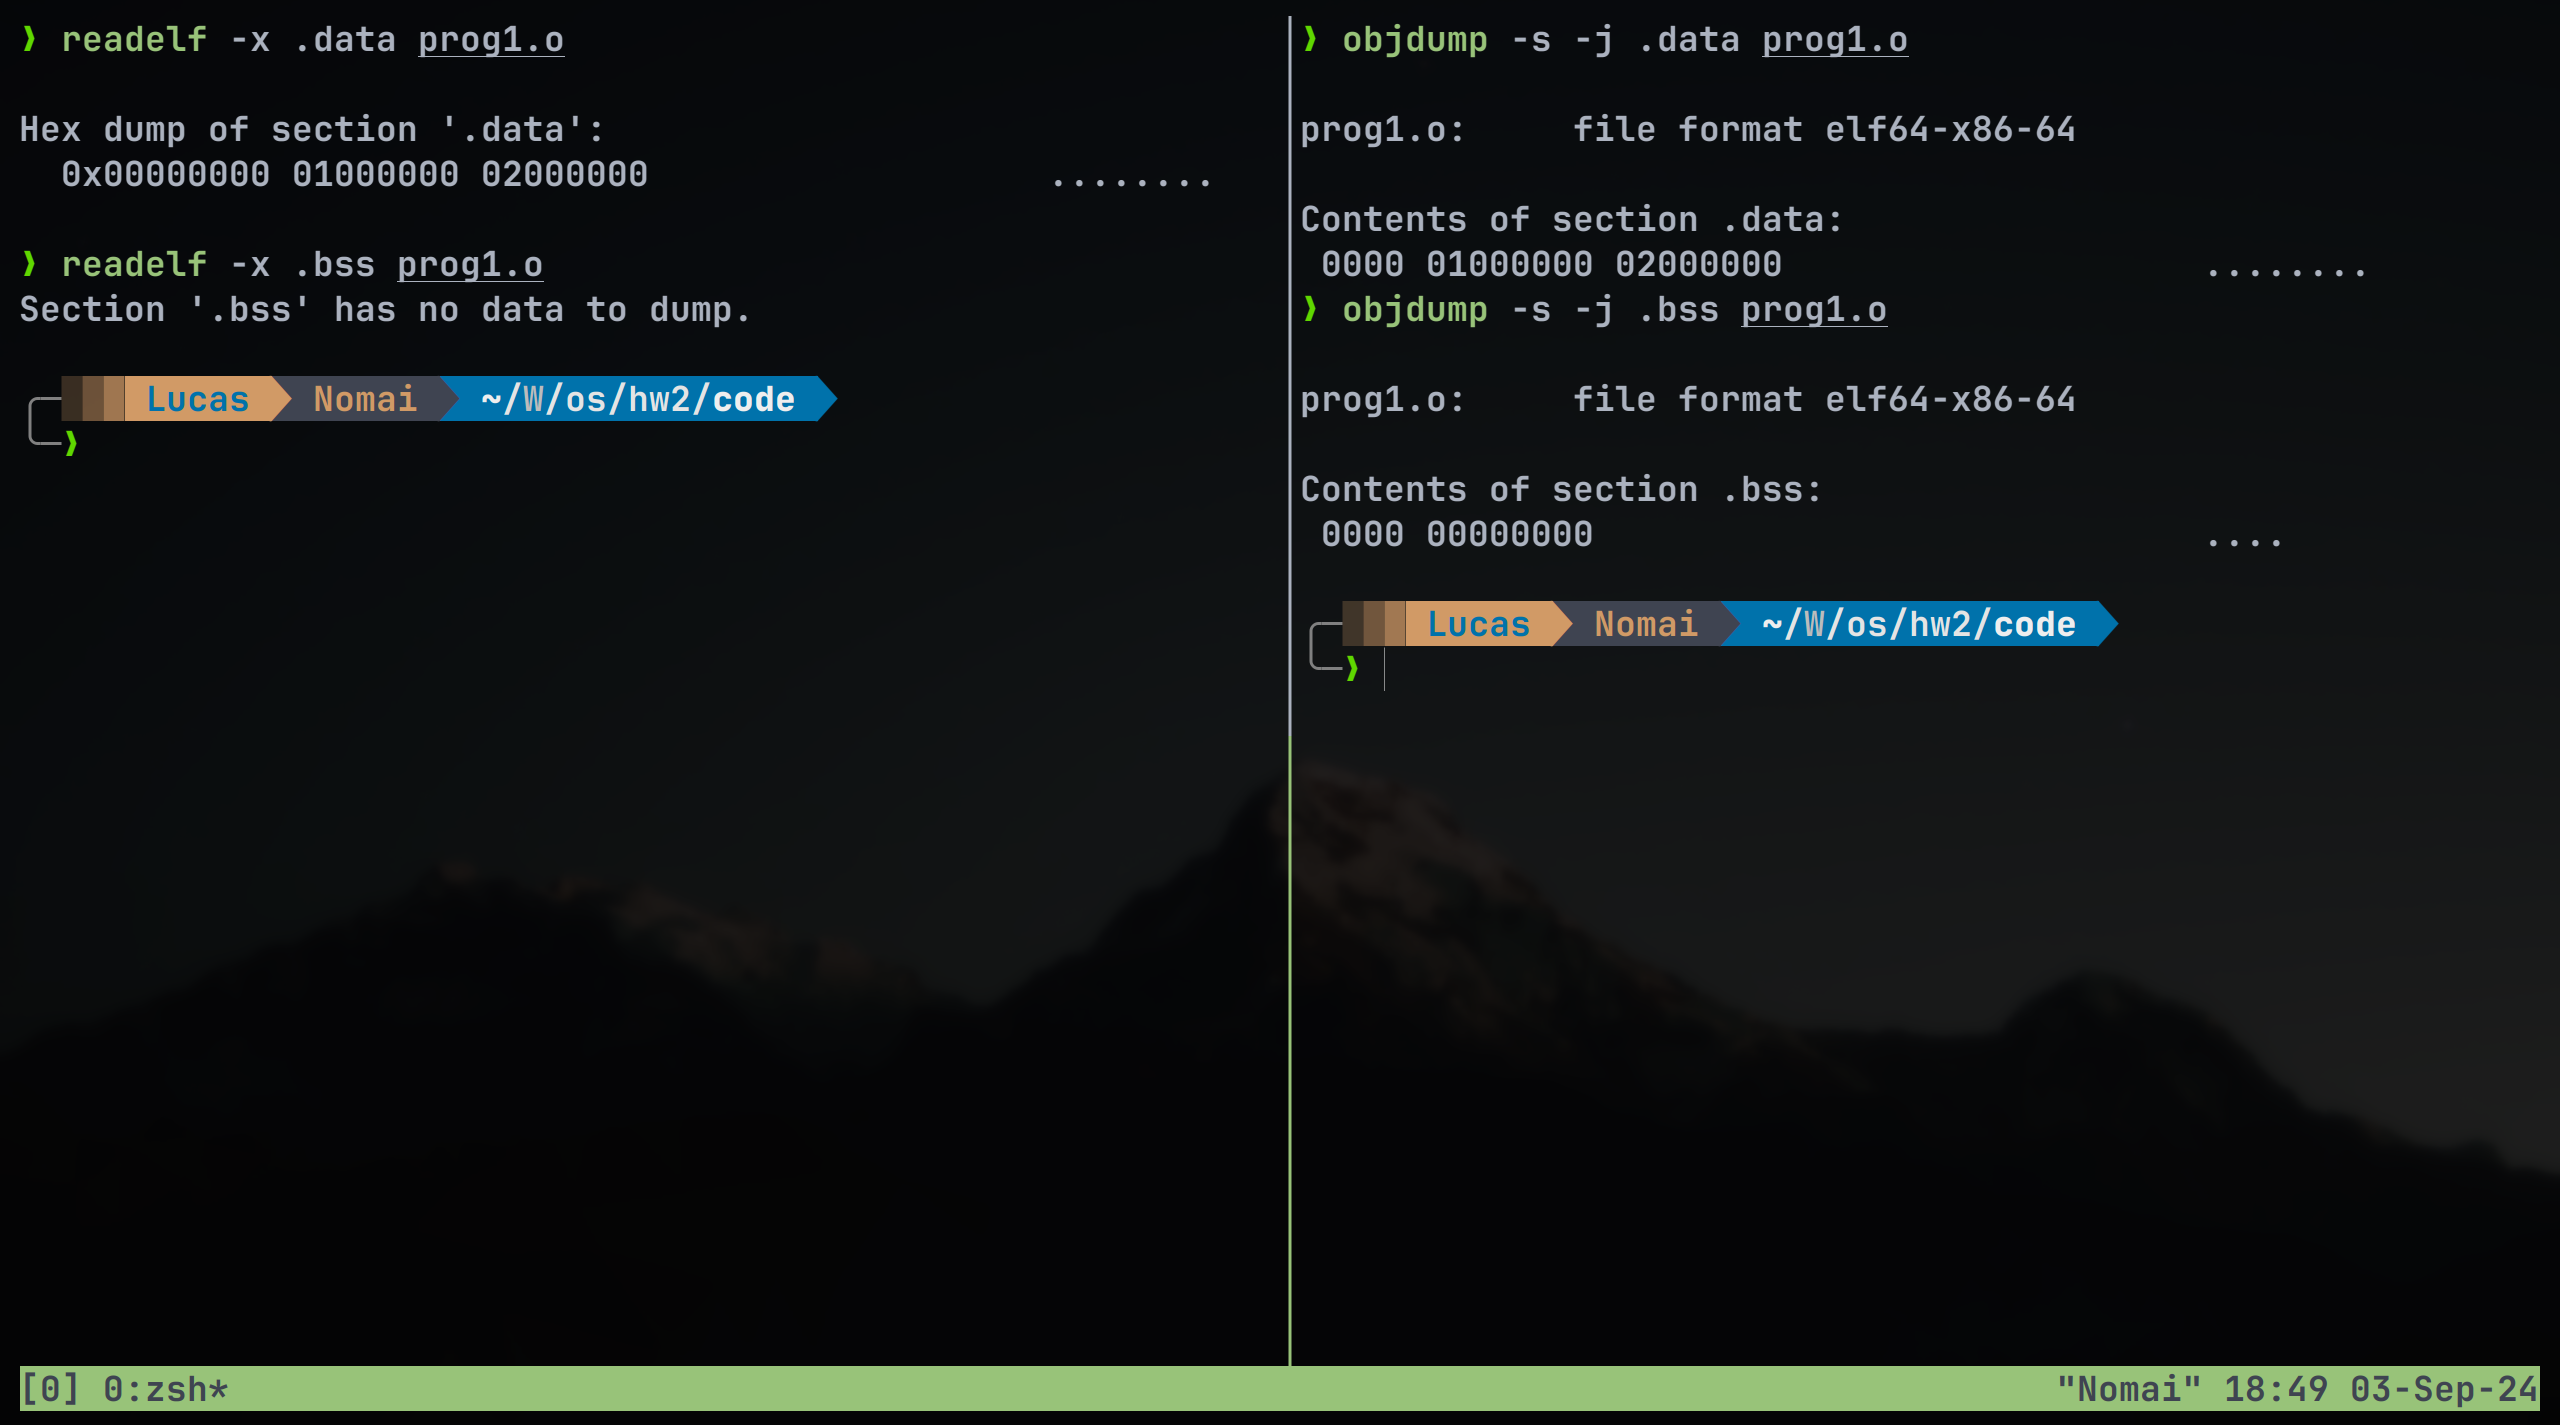 ❱ readelf -x .data prog1.o
Hex dump of section '.data':
0x00000000 01000000 02000000 ........
❱ readelf -x .bss prog1.o
Section '.bss' has no data to dump.
Lucas Nomai ~/W/os/hw2/code
❱
❱ objdump -s -j .data prog1.o
prog1.o: file format elf64-x86-64
Contents of section .data:
0000 01000000 02000000 ........
❱ objdump -s -j .bss prog1.o
prog1.o: file format elf64-x86-64
Contents of section .bss:
0000 00000000 ....
Lucas Nomai ~/W/os/hw2/code
❱
[0] 0:zsh* "Nomai" 18:49 03-Sep-24